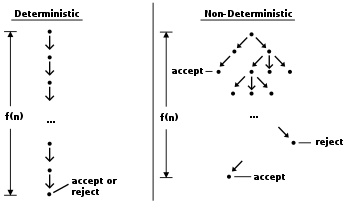 Deterministic
f(n)
...
accept or
reject
Non-Deterministic
accept
f(n)
...
reject
accept